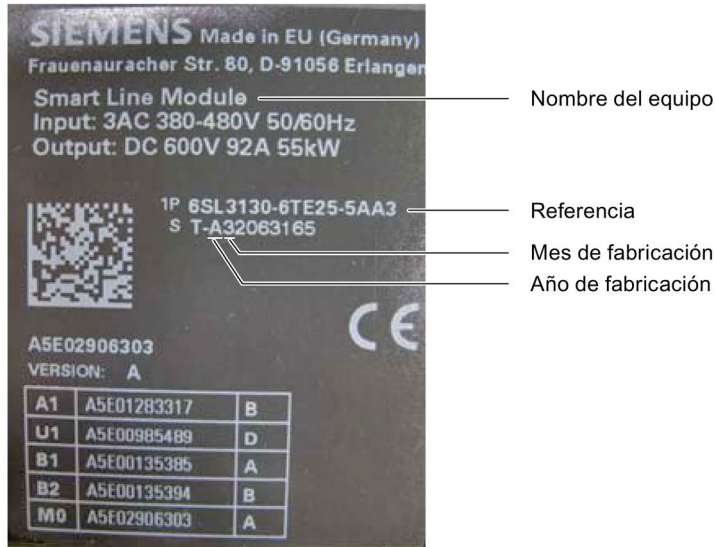 SIEMENS Made in EU (Germany)
Frauenauracher Str. 80, D-91056 Erlangen
Smart Line Module
Input: 3AC 380-480V 50/60Hz
Output: DC 600V 92A 55kW
1P 6SL3130-6TE25-5AA3
S T-A32063165
CE
A5E02906303
VERSION: A
A1 A5E01283317 B
U1 A5E00985489 D
B1 A5E00135385 A
B2 A5E00135394 B
M0 A5E02906303 A
Nombre del equipo
Referencia
Mes de fabricación
Año de fabricación